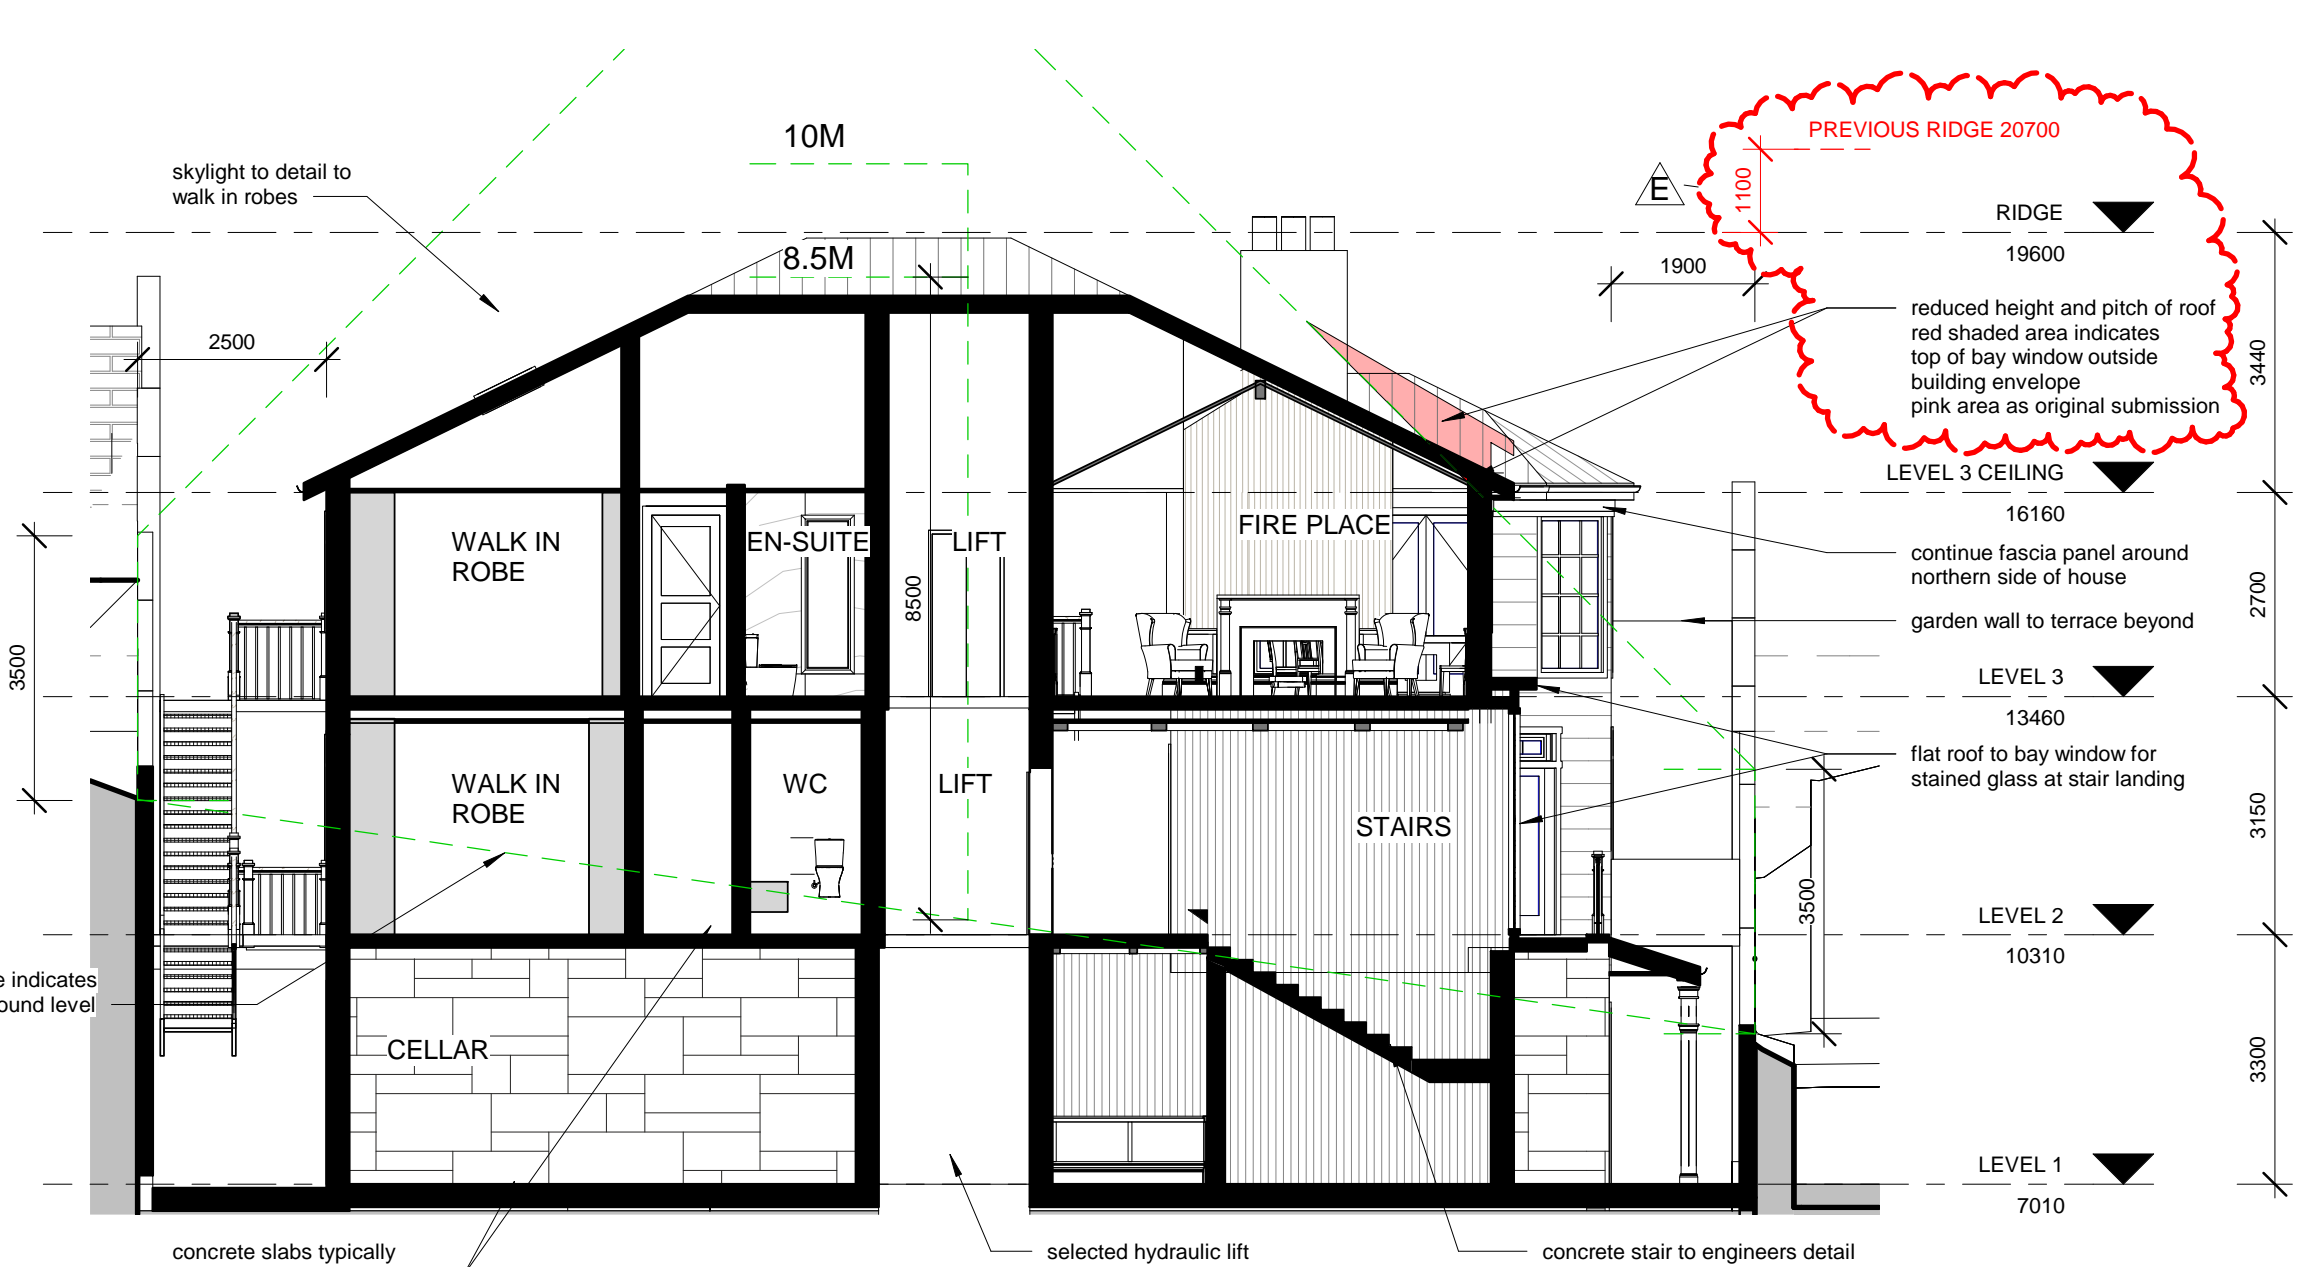 PREVIOUS RIDGE 20700
1100
E
10M
skylight to detail to
walk in robes
RIDGE
19600
8.5M
1900
2500
3440
reduced height and pitch of roof
red shaded area indicates
top of bay window outside
building envelope
pink area as original submission
LEVEL 3 CEILING
16160
WALK IN
ROBE
EN-SUITE
LIFT
FIRE PLACE
8500
3500
continue fascia panel around
northern side of house
2700
garden wall to terrace beyond
LEVEL 3
13460
flat roof to bay window for
stained glass at stair landing
WALK IN
ROBE
WC
LIFT
STAIRS
3150
3500
LEVEL 2
10310
e indicates
ound level
CELLAR
3300
LEVEL 1
7010
concrete slabs typically
selected hydraulic lift
concrete stair to engineers detail